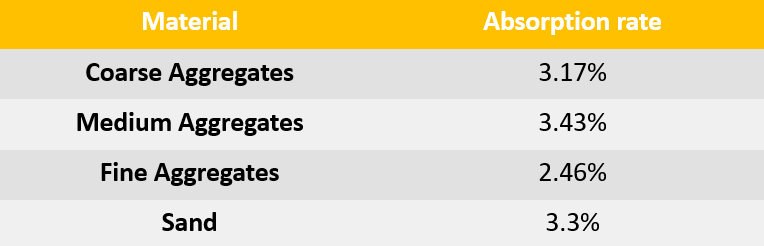 Material Absorption rate
Coarse Aggregates 3.17%
Medium Aggregates 3.43%
Fine Aggregates 2.46%
Sand 3.3%